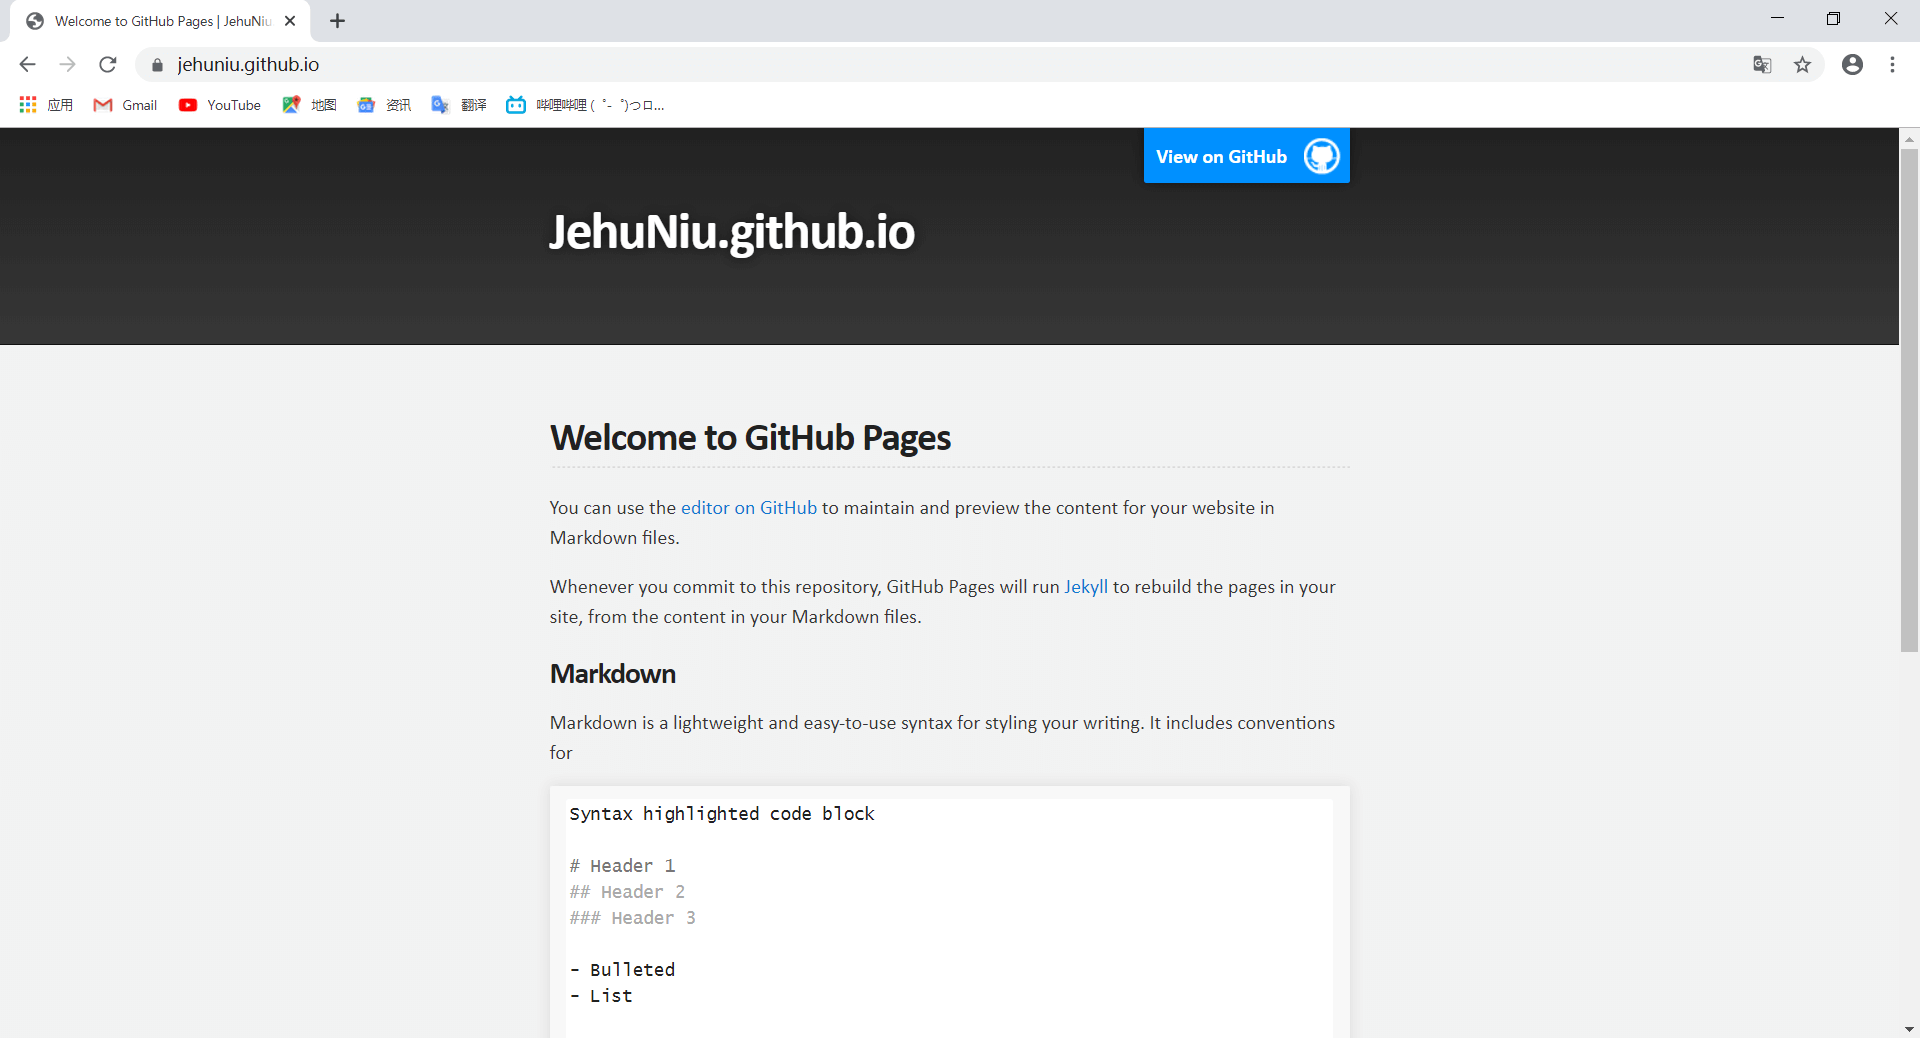 Welcome to GitHub Pages | JehuNiu
jehuniu.github.io
应用 Gmail YouTube 地图 资讯 翻译 哔哩哔哩 (゜-゜)つロ...
View on GitHub
JehuNiu.github.io
Welcome to GitHub Pages
You can use the editor on GitHub to maintain and preview the content for your website in
Markdown files.
Whenever you commit to this repository, GitHub Pages will run Jekyll to rebuild the pages in your
site, from the content in your Markdown files.
Markdown
Markdown is a lightweight and easy-to-use syntax for styling your writing. It includes conventions
for
Syntax highlighted code block
# Header 1
## Header 2
### Header 3
- Bulleted
- List